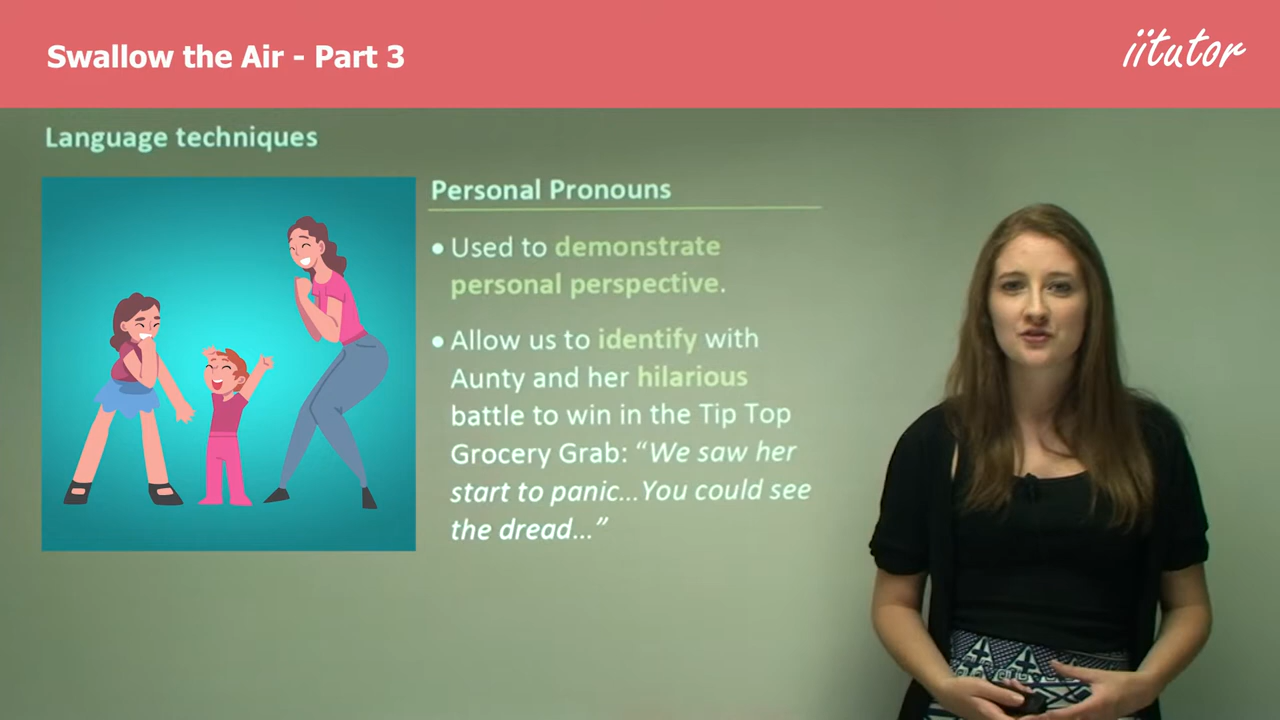 Swallow the Air - Part 3
iitutor
Language techniques
Personal Pronouns
● Used to demonstrate
personal perspective.
● Allow us to identify with
Aunty and her hilarious
battle to win in the Tip Top
Grocery Grab: “We saw her
start to panic...You could see
the dread...”